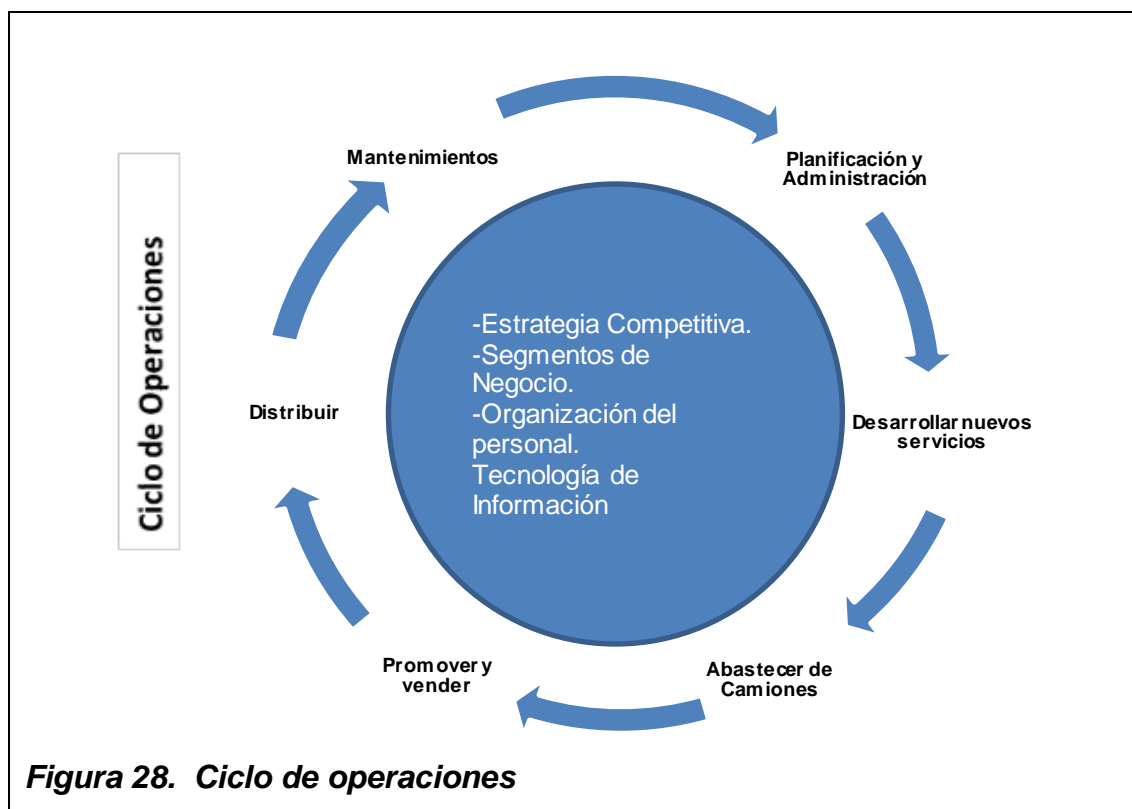 Ciclo de Operaciones
Mantenimientos
Planificación y
Administración
Desarrollar nuevos
servicios
Abastecer de
Camiones
Promover y
vender
Distribuir
-Estrategia Competitiva.
-Segmentos de
Negocio.
-Organización del
personal.
Tecnología de
Información
Figura 28. Ciclo de operaciones